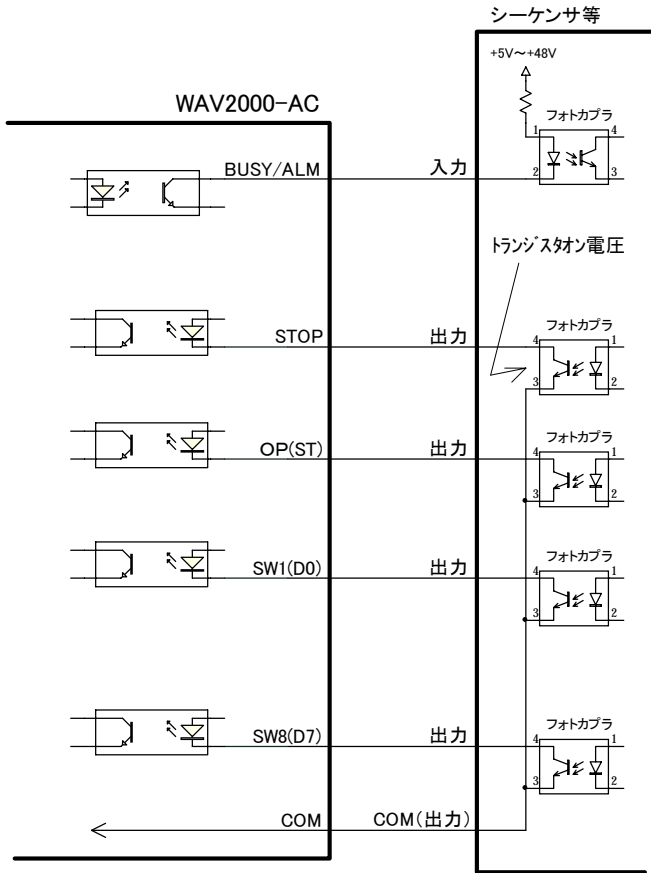 シーケンサ等
+5V～+48V
WAV2000-AC
フォトカプラ
1 4
BUSY/ALM 入力 2 3
トランジスタオン電圧
フォトカプラ
STOP 出力 4 1
3 2
フォトカプラ
OP(ST) 出力 4 1
3 2
フォトカプラ
SW1(D0) 出力 4 1
3 2
フォトカプラ
SW8(D7) 出力 4 1
3 2
COM COM(出力)